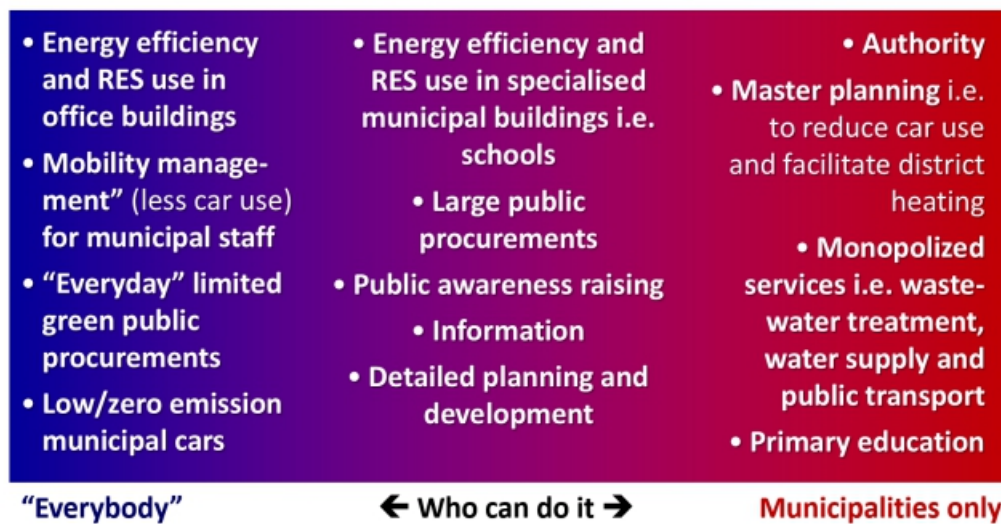 • Energy efficiency
and RES use in
office buildings
• Mobility manage-
ment” (less car use)
for municipal staff
• “Everyday” limited
green public
procurements
• Low/zero emission
municipal cars
• Energy efficiency and
RES use in specialised
municipal buildings i.e.
schools
• Large public
procurements
• Public awareness raising
• Information
• Detailed planning and
development
• Authority
• Master planning i.e.
to reduce car use
and facilitate district
heating
• Monopolized
services i.e. waste-
water treatment,
water supply and
public transport
• Primary education
“Everybody”
← Who can do it →
Municipalities only